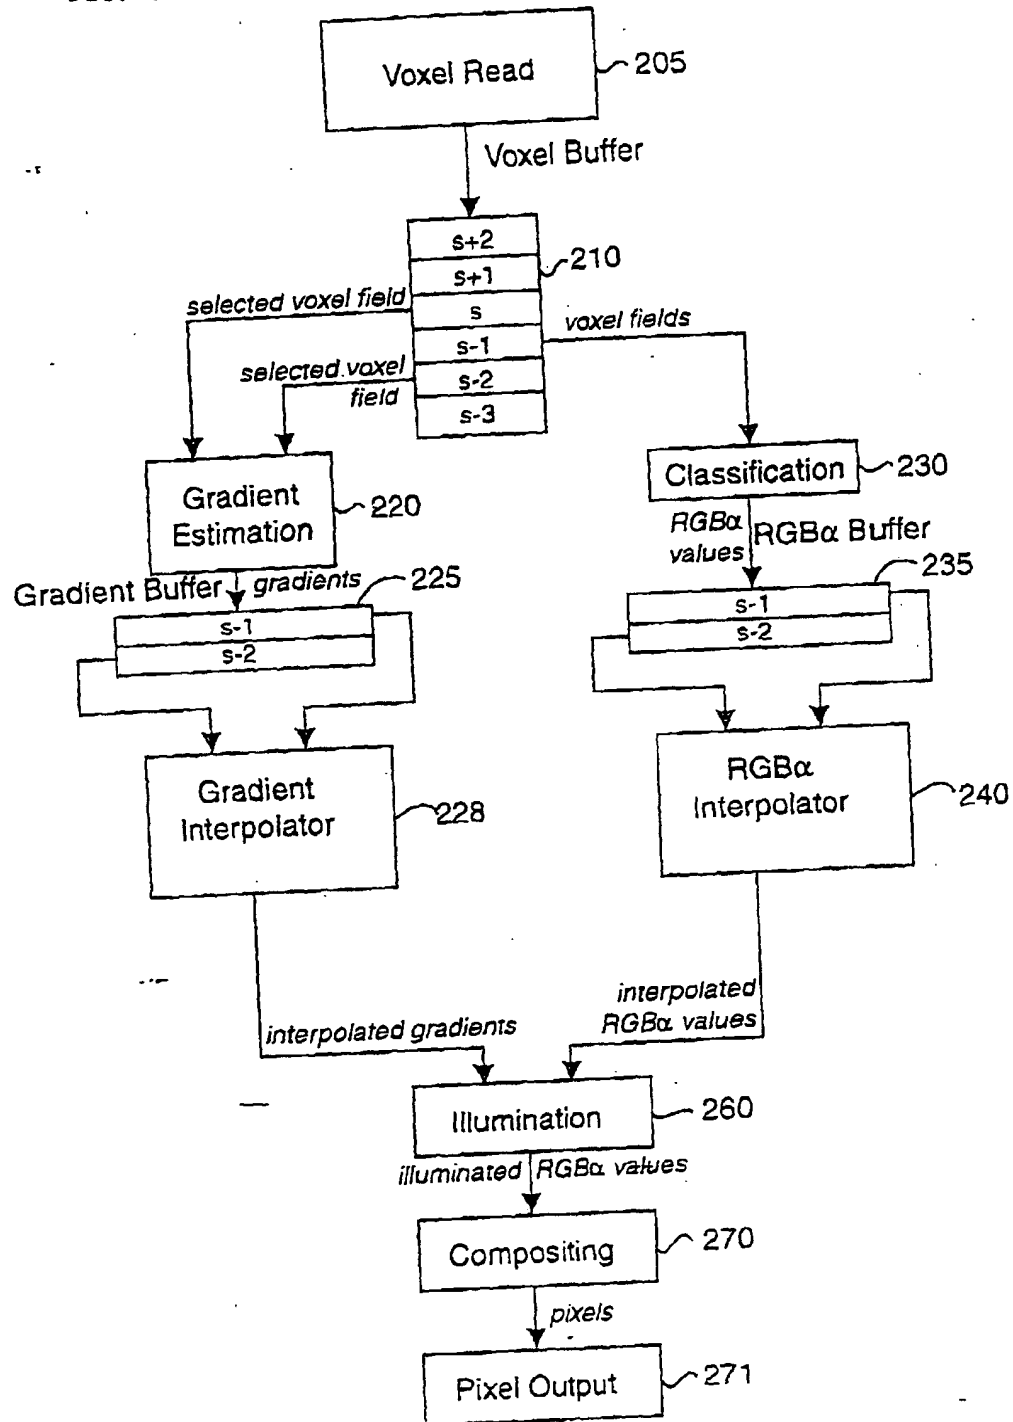 Voxel Read
205
Voxel Buffer
s+2
s+1
210
selected voxel field
s
voxel fields
s-1
selected voxel
field
s-2
s-3
Classification
230
Gradient
Estimation
220
RGBα
values
RGBα Buffer
Gradient Buffer
gradients
225
235
s-1
s-2
s-1
s-2
Gradient
Interpolator
228
RGBα
Interpolator
240
interpolated gradients
interpolated
RGBα values
Illumination
260
illuminated RGBα values
Compositing
270
pixels
Pixel Output
271